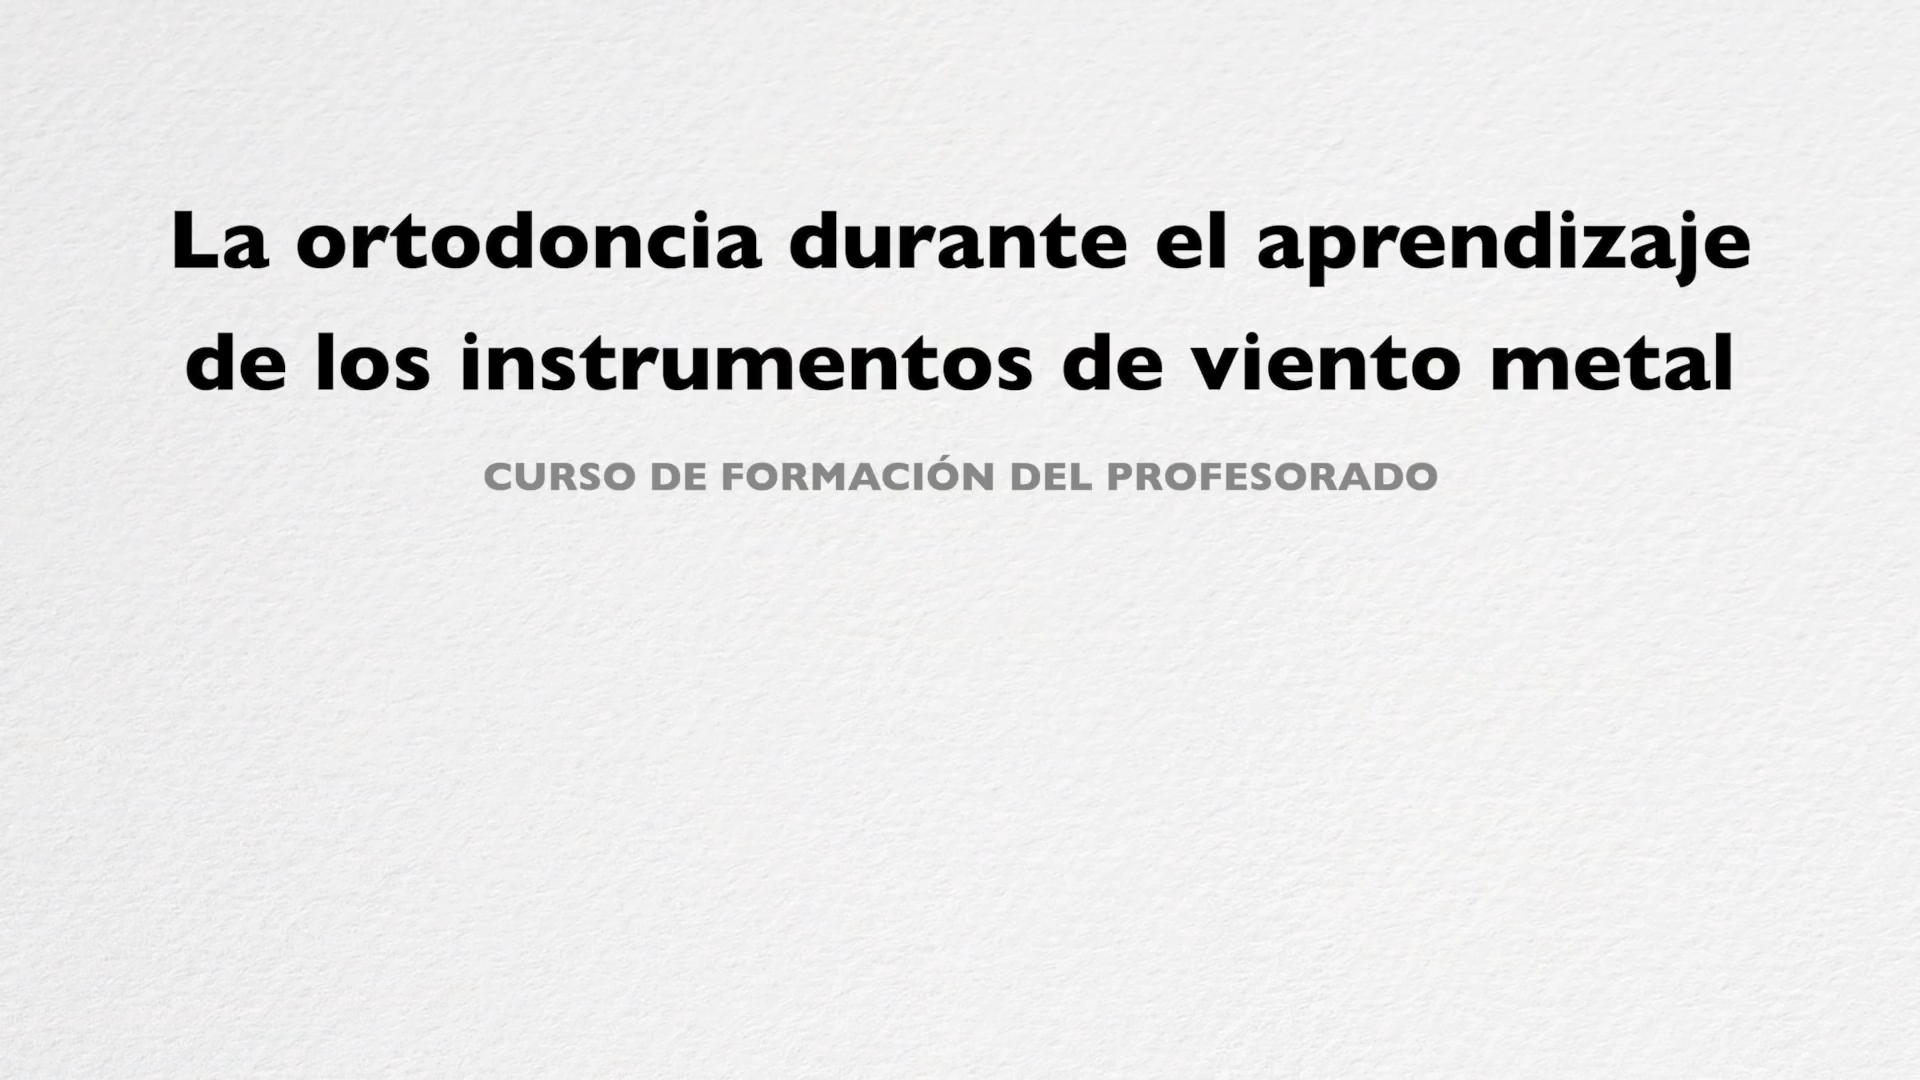 La ortodoncia durante el aprendizaje
de los instrumentos de viento metal
CURSO DE FORMACIÓN DEL PROFESORADO